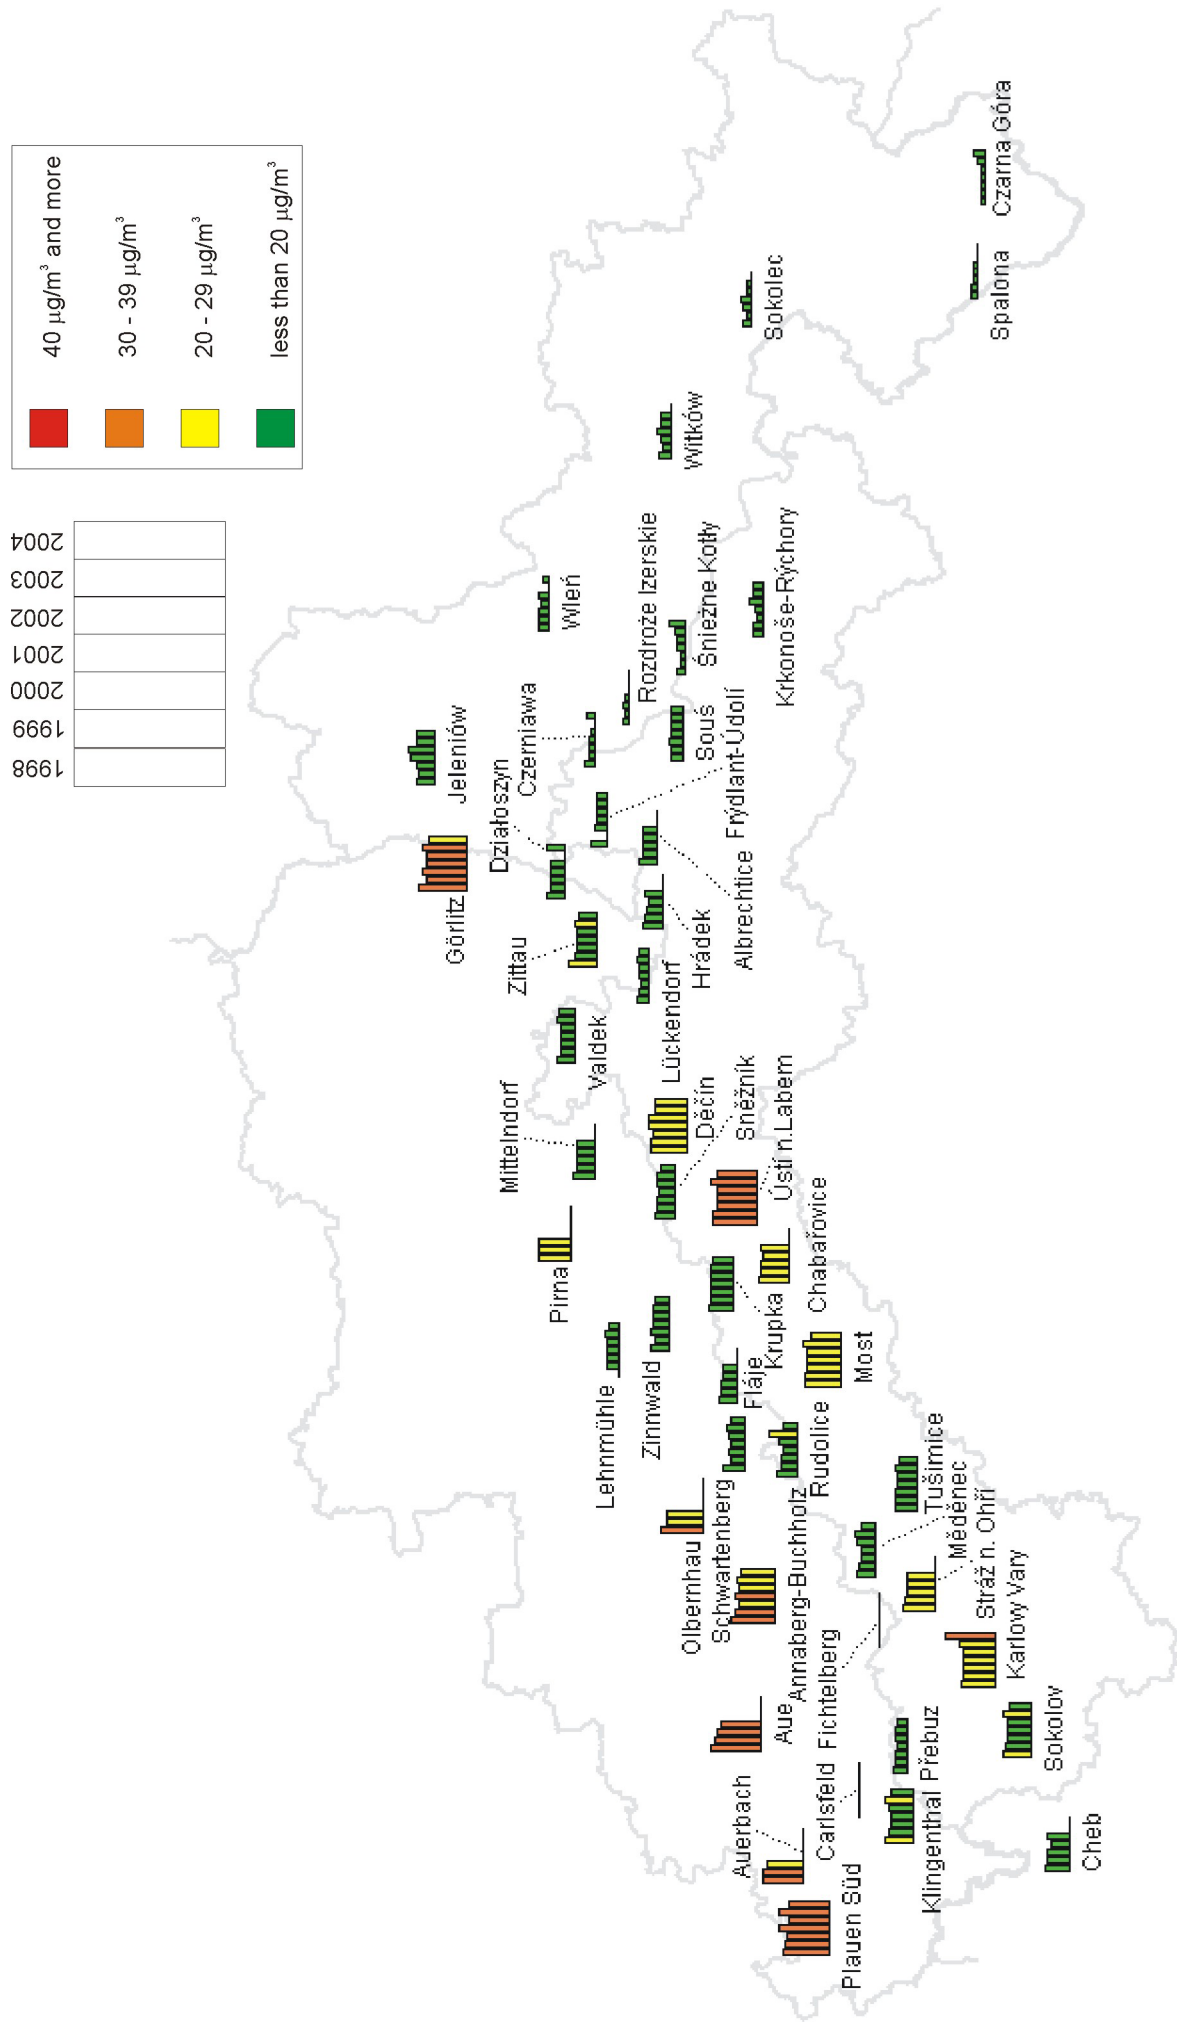 40 µg/m³ and more
30 - 39 µg/m³
20 - 29 µg/m³
less than 20 µg/m³
1998
1999
2000
2001
2002
2003
2004
Görlitz
Jeleniów
Działoszyn
Czerniawa
Wleń
Zittau
Rozdroże Izerskie
Witków
Mittelndorf
Valdek
Śnieżne Kotły
Pirna
Lückendorf
Hrádek
Souš
Sokolec
Lehnmühle
Děčín
Albrechtice
Frýdlant-Údolí
Krkonoše-Rýchory
Zinnwald
Sněžník
Ústí n.Labem
Olbernhau
Fláje
Krupka
Chabařovice
Schwartenberg
Rudolice
Most
Aue
Annaberg-Buchholz
Auerbach
Fichtelberg
Tušimice
Měděnec
Carlsfeld
Stráž n. Ohří
Plauen Süd
Klingenthal
Přebuz
Karlovy Vary
Spalona
Czarna Góra
Sokolov
Cheb